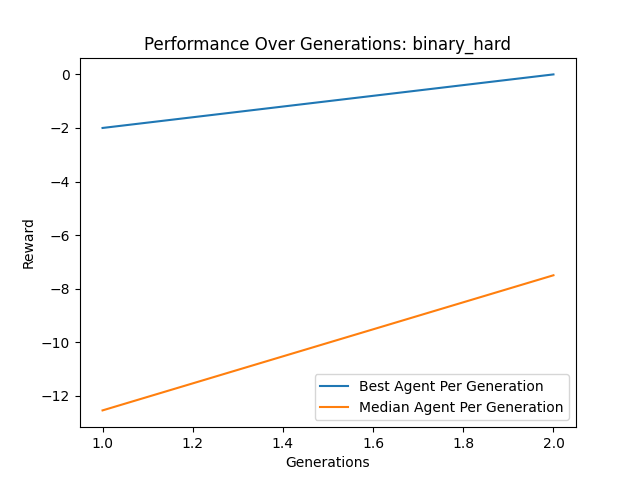 Performance Over Generations: binary_hard
0
−2
−4
−6
−8
−10
−12
Reward
Best Agent Per Generation
Median Agent Per Generation
1.0 1.2 1.4 1.6 1.8 2.0
Generations